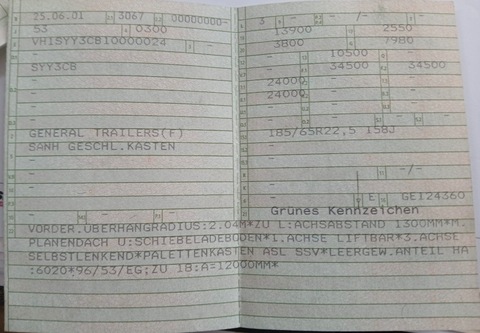 25.06.01 3067 00000000-
53 0300
VH1SYY3CB10000024 -
-
SYY3CB
-
-
-
-
GENERAL TRAILERS(F)
SANH GESCHL.KASTEN
-
-
-
-
3 - - / - -
13900 2550
3800 7980
- 10500 - -
- 34500 34500
24000 - -
24000 - -
- - -
-
185/65R22,5 158J
-
-
- -/-
- -
- E GE124360
Grünes Kennzeichen
VORDER.ÜBERHANGRADIUS:2.04M*ZU L:ACHSABSTAND 1300MM*M.
PLANENDACH U:SCHIEBELADEBODEN*1.ACHSE LIFTBAR*3.ACHSE
SELBSTLENKEND*PALETTENKASTEN ASL SSV*LEERGEW.ANTEIL HA
:6020*96/53/EG;ZU 18:A=12000MM*